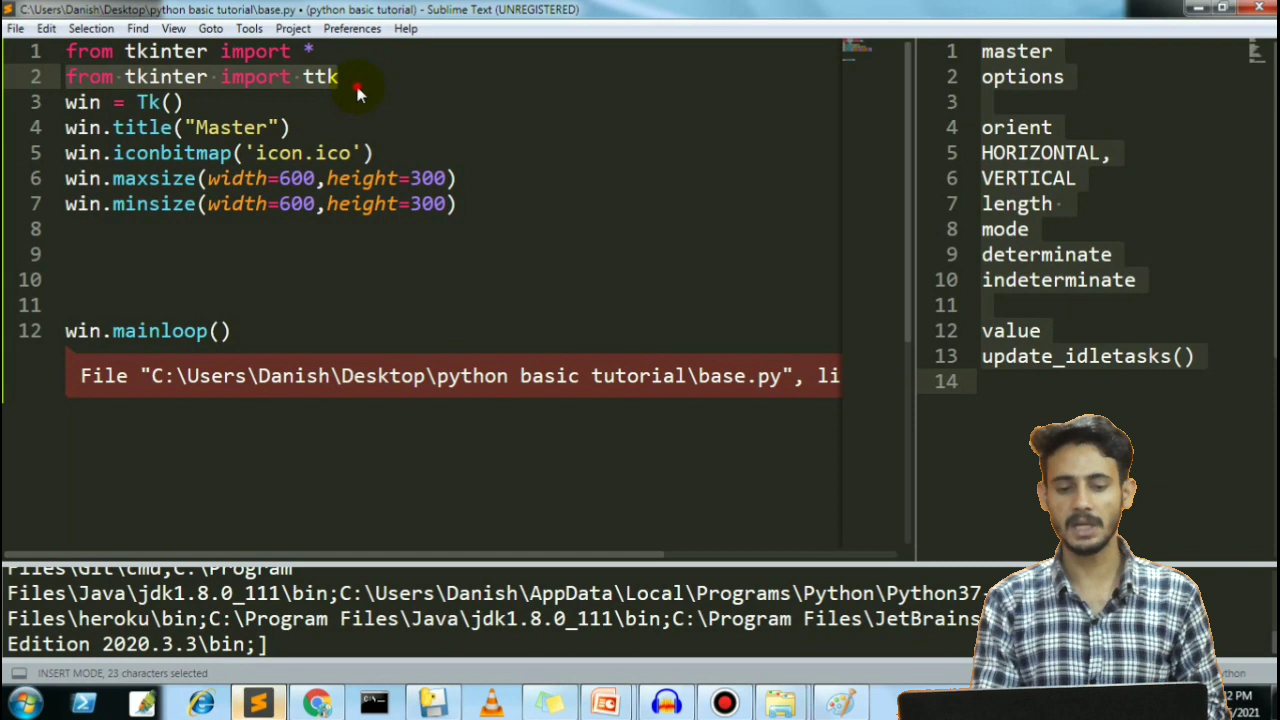 C:\Users\Danish\Desktop\python basic tutorial\base.py • (python basic tutorial) - Sublime Text (UNREGISTERED)
File Edit Selection Find View Goto Tools Project Preferences Help
1 from tkinter import *
2 from tkinter import ttk
3 win = Tk()
4 win.title("Master")
5 win.iconbitmap('icon.ico')
6 win.maxsize(width=600,height=300)
7 win.minsize(width=600,height=300)
8
9
10
11
12 win.mainloop()
File "C:\Users\Danish\Desktop\python basic tutorial\base.py", li
1 master
2 options
3
4 orient
5 HORIZONTAL,
6 VERTICAL
7 length
8 mode
9 determinate
10 indeterminate
11
12 value
13 update_idletasks()
14
Files\Git\cmd;C:\Program
Files\Java\jdk1.8.0_111\bin;C:\Users\Danish\AppData\Local\Programs\Python\Python37-
Files\heroku\bin;C:\Program Files\Java\jdk1.8.0_111\bin;C:\Program Files\JetBrains
Edition 2020.3.3\bin;]
INSERT MODE, 23 characters selected
2 PM
/2021